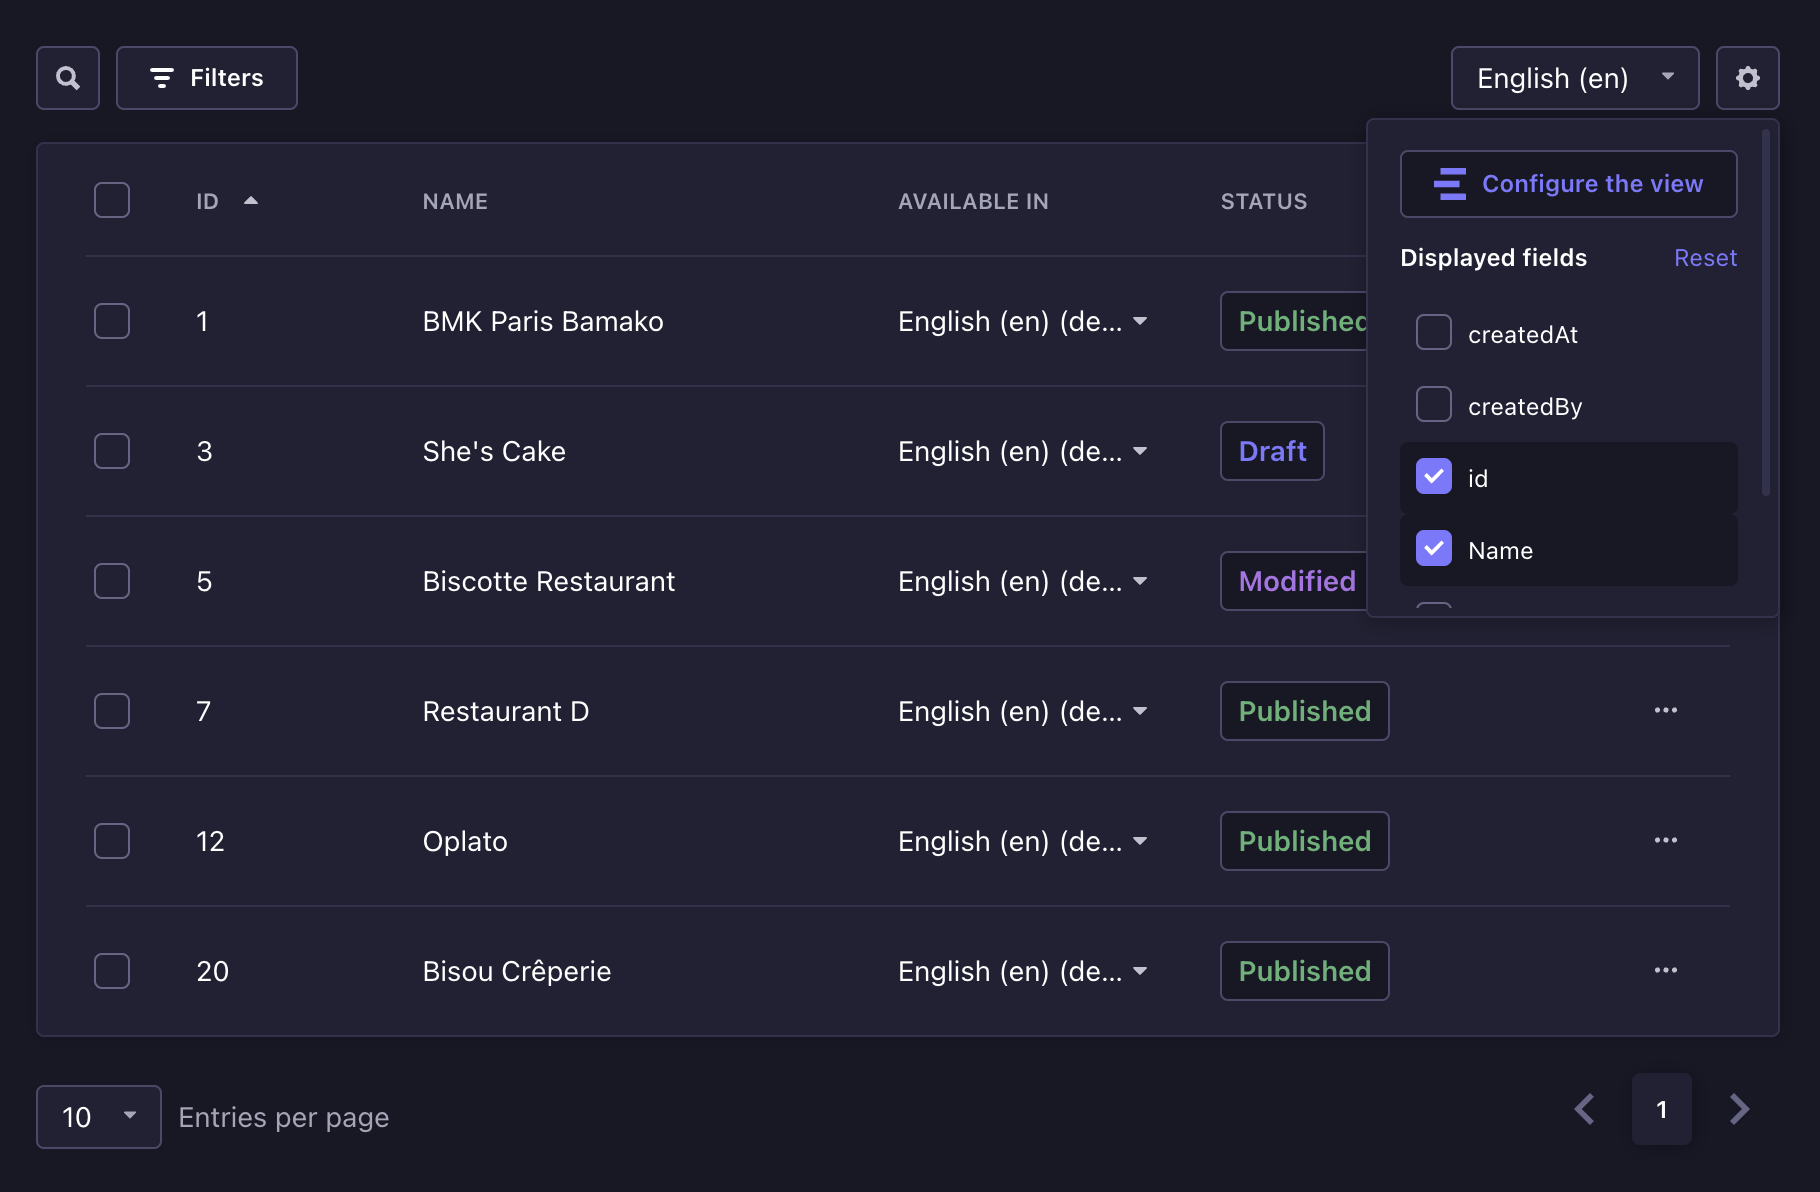 Filters
English (en)
Configure the view
Displayed fields Reset
createdAt
createdBy
id
Name
ID NAME AVAILABLE IN STATUS
1 BMK Paris Bamako English (en) (de... Published
3 She's Cake English (en) (de... Draft
5 Biscotte Restaurant English (en) (de... Modified
7 Restaurant D English (en) (de... Published
12 Oplato English (en) (de... Published
20 Bisou Crêperie English (en) (de... Published
10 Entries per page
1